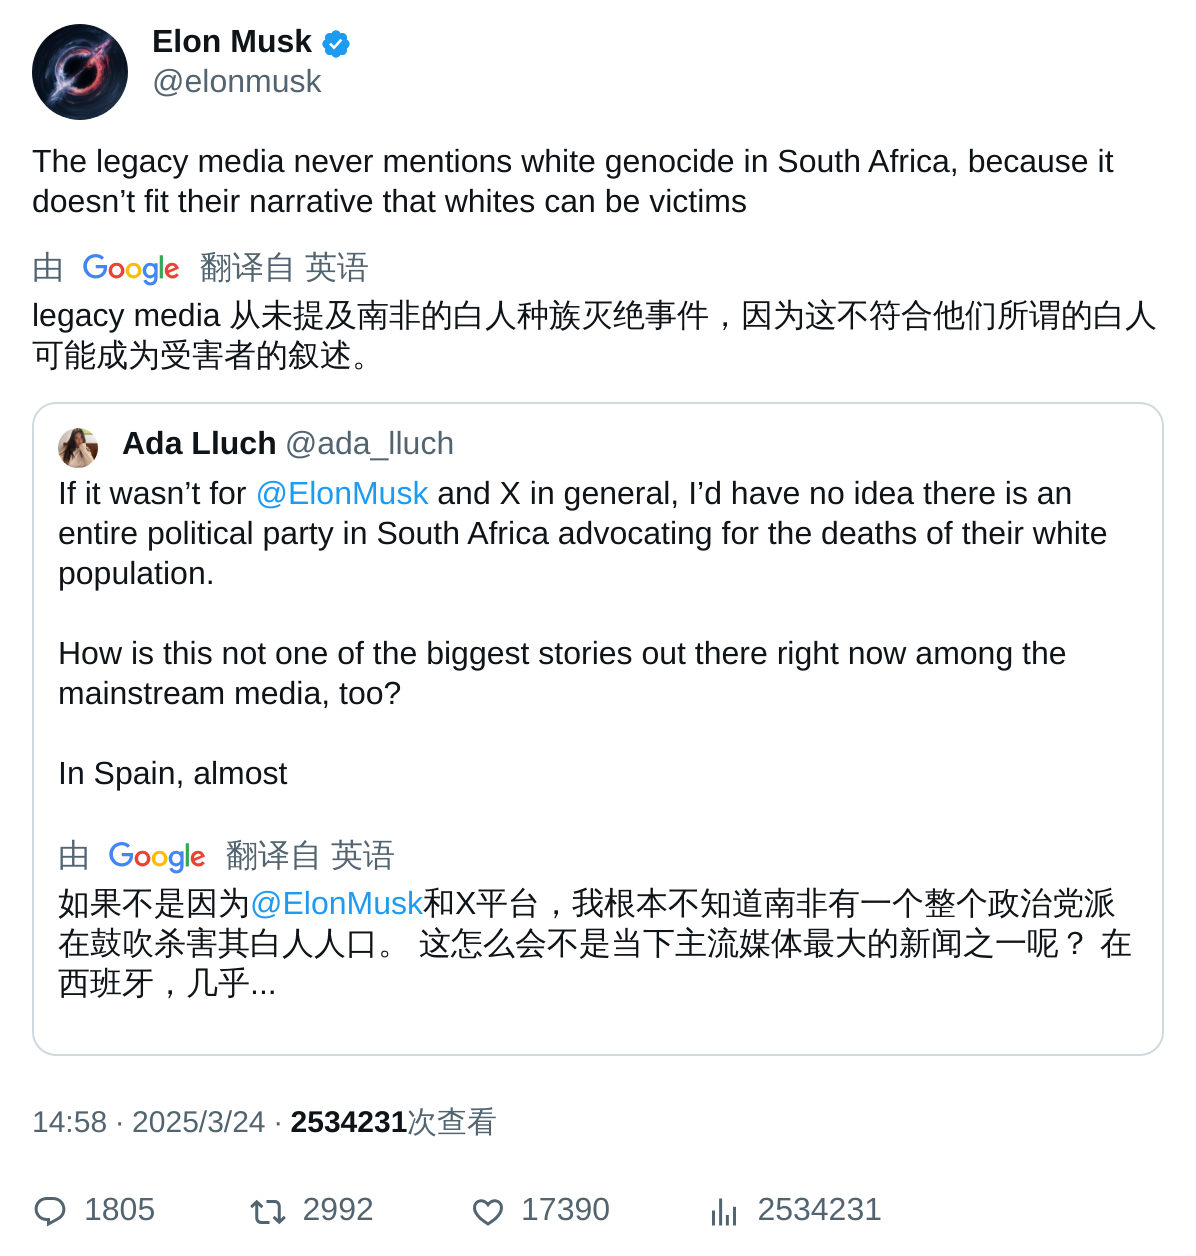 Elon Musk
@elonmusk
The legacy media never mentions white genocide in South Africa, because it
doesn’t fit their narrative that whites can be victims
由 Google 翻译自 英语
legacy media 从未提及南非的白人种族灭绝事件，因为这不符合他们所谓的白人
可能成为受害者的叙述。
Ada Lluch @ada_lluch
If it wasn’t for @ElonMusk and X in general, I’d have no idea there is an
entire political party in South Africa advocating for the deaths of their white
population.
How is this not one of the biggest stories out there right now among the
mainstream media, too?
In Spain, almost
由 Google 翻译自 英语
如果不是因为@ElonMusk和X平台，我根本不知道南非有一个整个政治党派
在鼓吹杀害其白人人口。 这怎么会不是当下主流媒体最大的新闻之一呢？ 在
西班牙，几乎...
14:58 · 2025/3/24 · 2534231次查看
1805 2992 17390 2534231